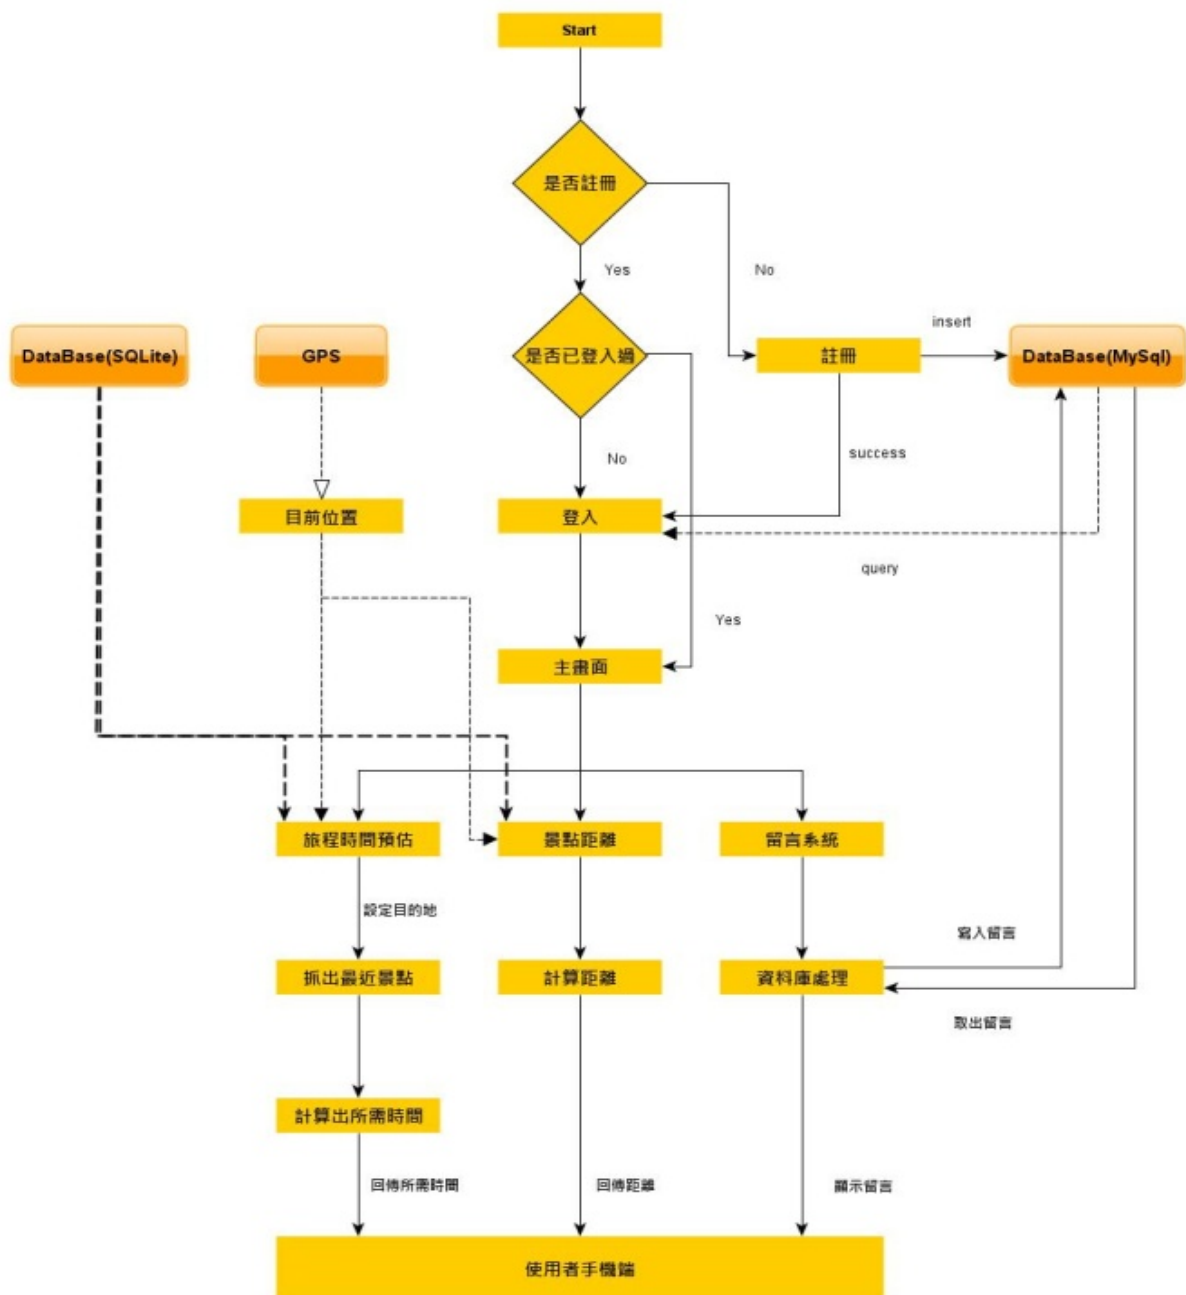 Start
是否註冊
Yes
No
insert
DataBase(SQLite)
GPS
是否已登入過
註冊
DataBase(MySql)
No
success
目前位置
登入
query
Yes
主畫面
旅程時間預估
景點距離
留言系統
設定目的地
寫入留言
抓出最近景點
計算距離
資料庫處理
取出留言
計算出所需時間
回傳所需時間
回傳距離
顯示留言
使用者手機端